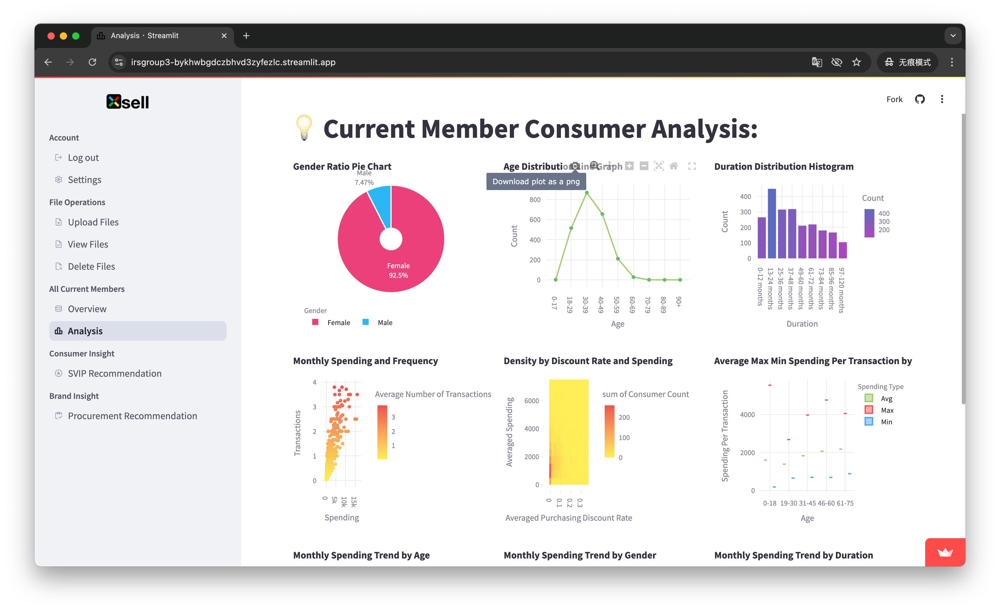 Analysis · Streamlit
irsgroup3-bykhwbgdczbhvd3zyfezlc.streamlit.app
无痕模式
Xsell
Fork
Account
Log out
Settings
File Operations
Upload Files
View Files
Delete Files
All Current Members
Overview
Analysis
Consumer Insight
SVIP Recommendation
Brand Insight
Procurement Recommendation
💡 Current Member Consumer Analysis:
Gender Ratio Pie Chart
Male
7.47%
Female
92.5%
Gender
Female
Male
Age Distribution Line Graph
Download plot as a png
800
600
400
200
0
Count
0-17
18-29
30-39
40-49
50-59
60-69
70-79
80-89
90+
Age
Duration Distribution Histogram
400
300
200
100
0
Count
0-12 months
13-24 months
25-36 months
37-48 months
49-60 months
61-72 months
73-84 months
85-96 months
97-120 months
Duration
Count
400
300
200
Monthly Spending and Frequency
4
3
2
1
0
Transactions
0
5k
10k
15k
Spending
Average Number of Transactions
3
2
1
Density by Discount Rate and Spending
6000
4000
2000
0
Averaged Spending
0
0.1
0.2
0.3
Averaged Purchasing Discount Rate
sum of Consumer Count
200
100
0
Average Max Min Spending Per Transaction by
4000
2000
0
Spending Per Transaction
0-18
19-30
31-45
46-60
61-75
Age
Spending Type
Avg
Max
Min
Monthly Spending Trend by Age
Monthly Spending Trend by Gender
Monthly Spending Trend by Duration